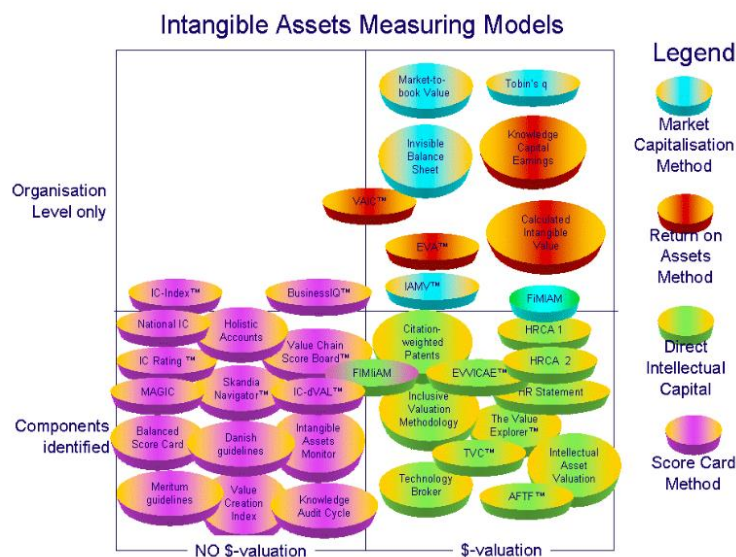 Intangible Assets Measuring Models
Legend
Market
Capitalisation
Method
Return on
Assets
Method
Direct
Intellectual
Capital
Score Card
Method
Organisation
Level only
Components
identified
NO $-valuation
$-valuation
Market-to-
book Value
Tobin's q
Invisible
Balance
Sheet
Knowledge
Capital
Earnings
VAIC™
Calculated
Intangible
Value
EVA™
IAMV™
FiMIAM
IC-Index™
BusinessIQ™
National IC
Holistic
Accounts
Value Chain
Score Board™
IC Rating ™
Skandia
Navigator™
MAGIC
IC-dVAL™
Balanced
Score Card
Danish
guidelines
Intangible
Assets
Monitor
Meritum
guidelines
Value
Creation
Index
Knowledge
Audit Cycle
Citation-
weighted
Patents
HRCA 1
FIMIiAM
EVVICAE™
HRCA 2
HR Statement
Inclusive
Valuation
Methodology
The Value
Explorer™
TVC™
Intellectual
Asset
Valuation
Technology
Broker
AFTF™